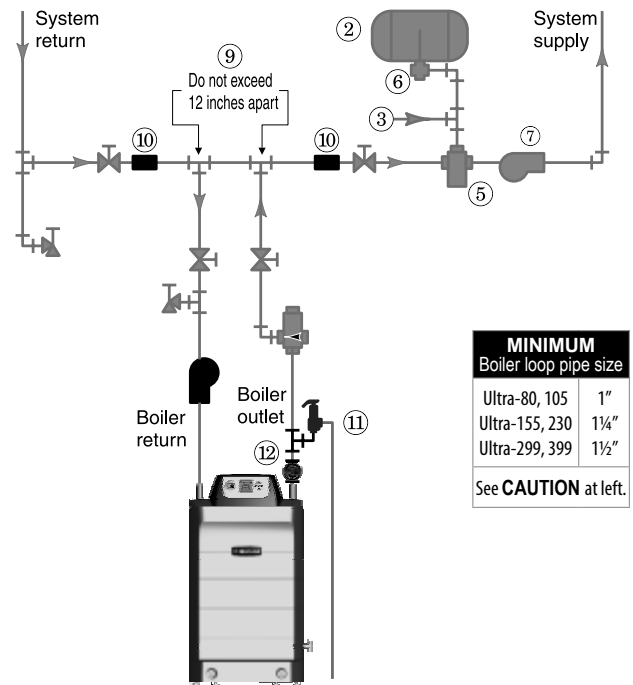 System
return
②
System
supply
⑨
Do not exceed
12 inches apart
⑥
③
⑩
⑩
⑦
⑤
MINIMUM
Boiler loop pipe size
Ultra-80, 105 1”
Ultra-155, 230 1¼”
Ultra-299, 399 1½”
See CAUTION at left.
Boiler
return
Boiler
outlet
⑪
⑫